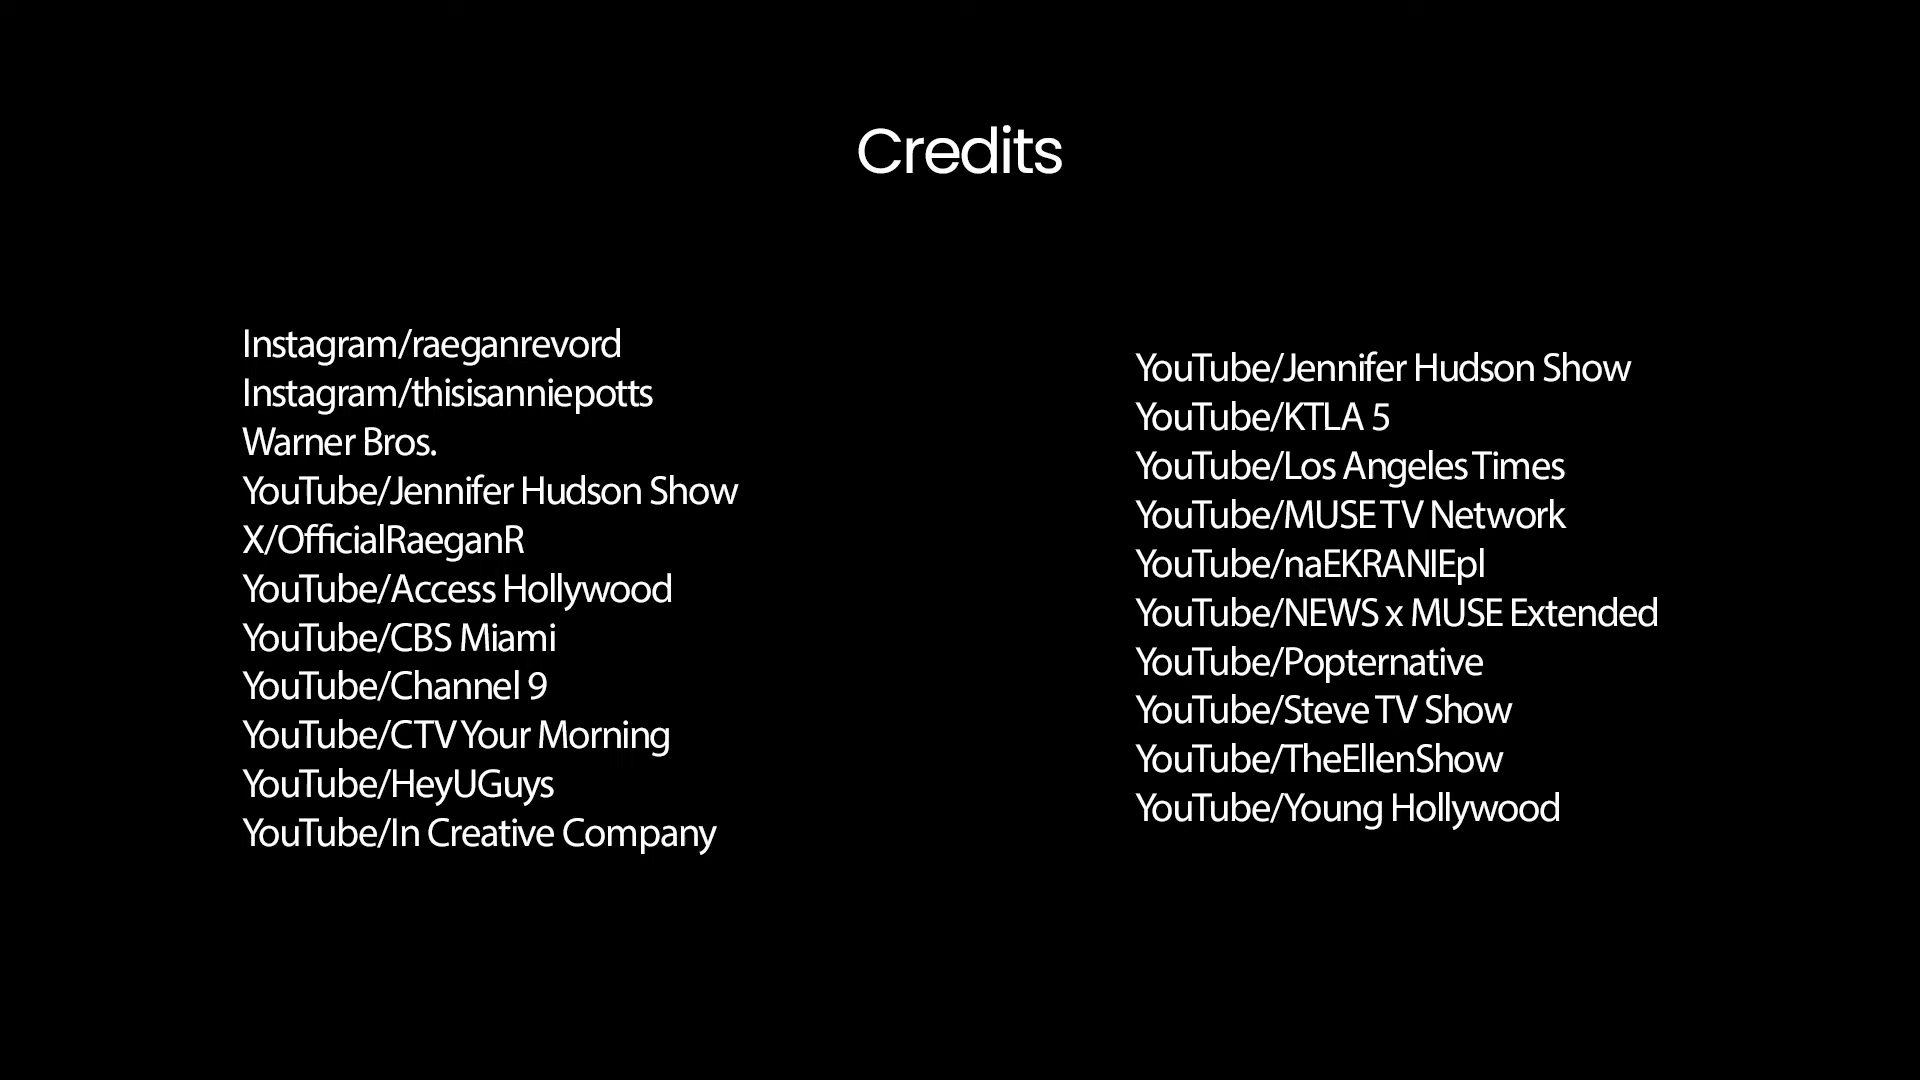 Credits
Instagram/raeganrevord
Instagram/thisisanniepotts
Warner Bros.
YouTube/Jennifer Hudson Show
X/OfficialRaeganR
YouTube/Access Hollywood
YouTube/CBS Miami
YouTube/Channel 9
YouTube/CTV Your Morning
YouTube/HeyUGuys
YouTube/In Creative Company
YouTube/Jennifer Hudson Show
YouTube/KTLA 5
YouTube/Los Angeles Times
YouTube/MUSE TV Network
YouTube/naEKRANIEpl
YouTube/NEWS x MUSE Extended
YouTube/Popternative
YouTube/Steve TV Show
YouTube/TheEllenShow
YouTube/Young Hollywood